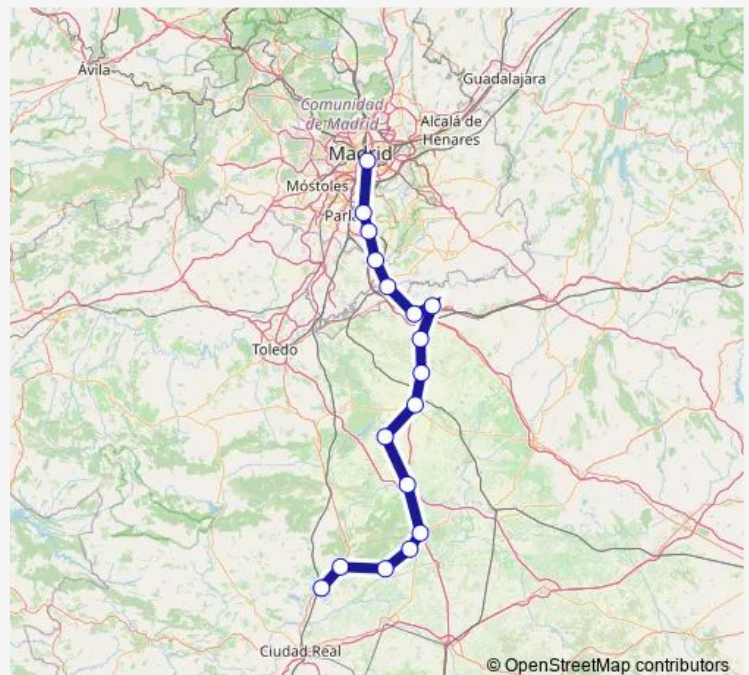 Ávila
Guadalajara
Comunidad
de Madrid
Alcalá de
Henares
Madrid
Móstoles
Parla
Toledo
Ciudad Real
© OpenStreetMap contributors